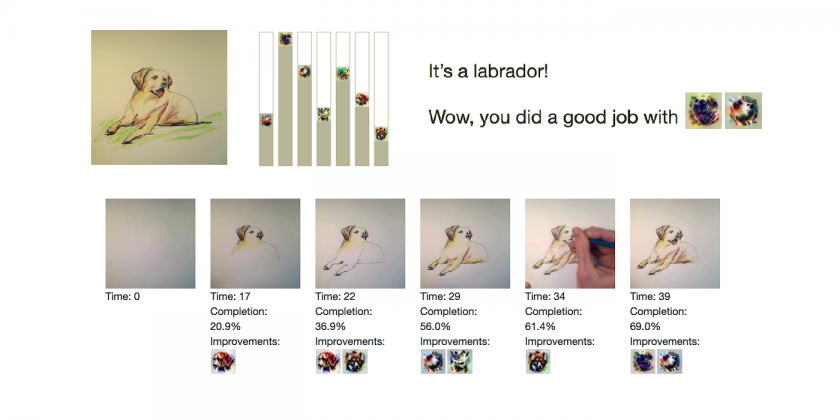 It's a labrador!
Wow, you did a good job with
Time: 0
Time: 17
Completion:
20.9%
Improvements:
Time: 22
Completion:
36.9%
Improvements:
Time: 29
Completion:
56.0%
Improvements:
Time: 34
Completion:
61.4%
Improvements:
Time: 39
Completion:
69.0%
Improvements: